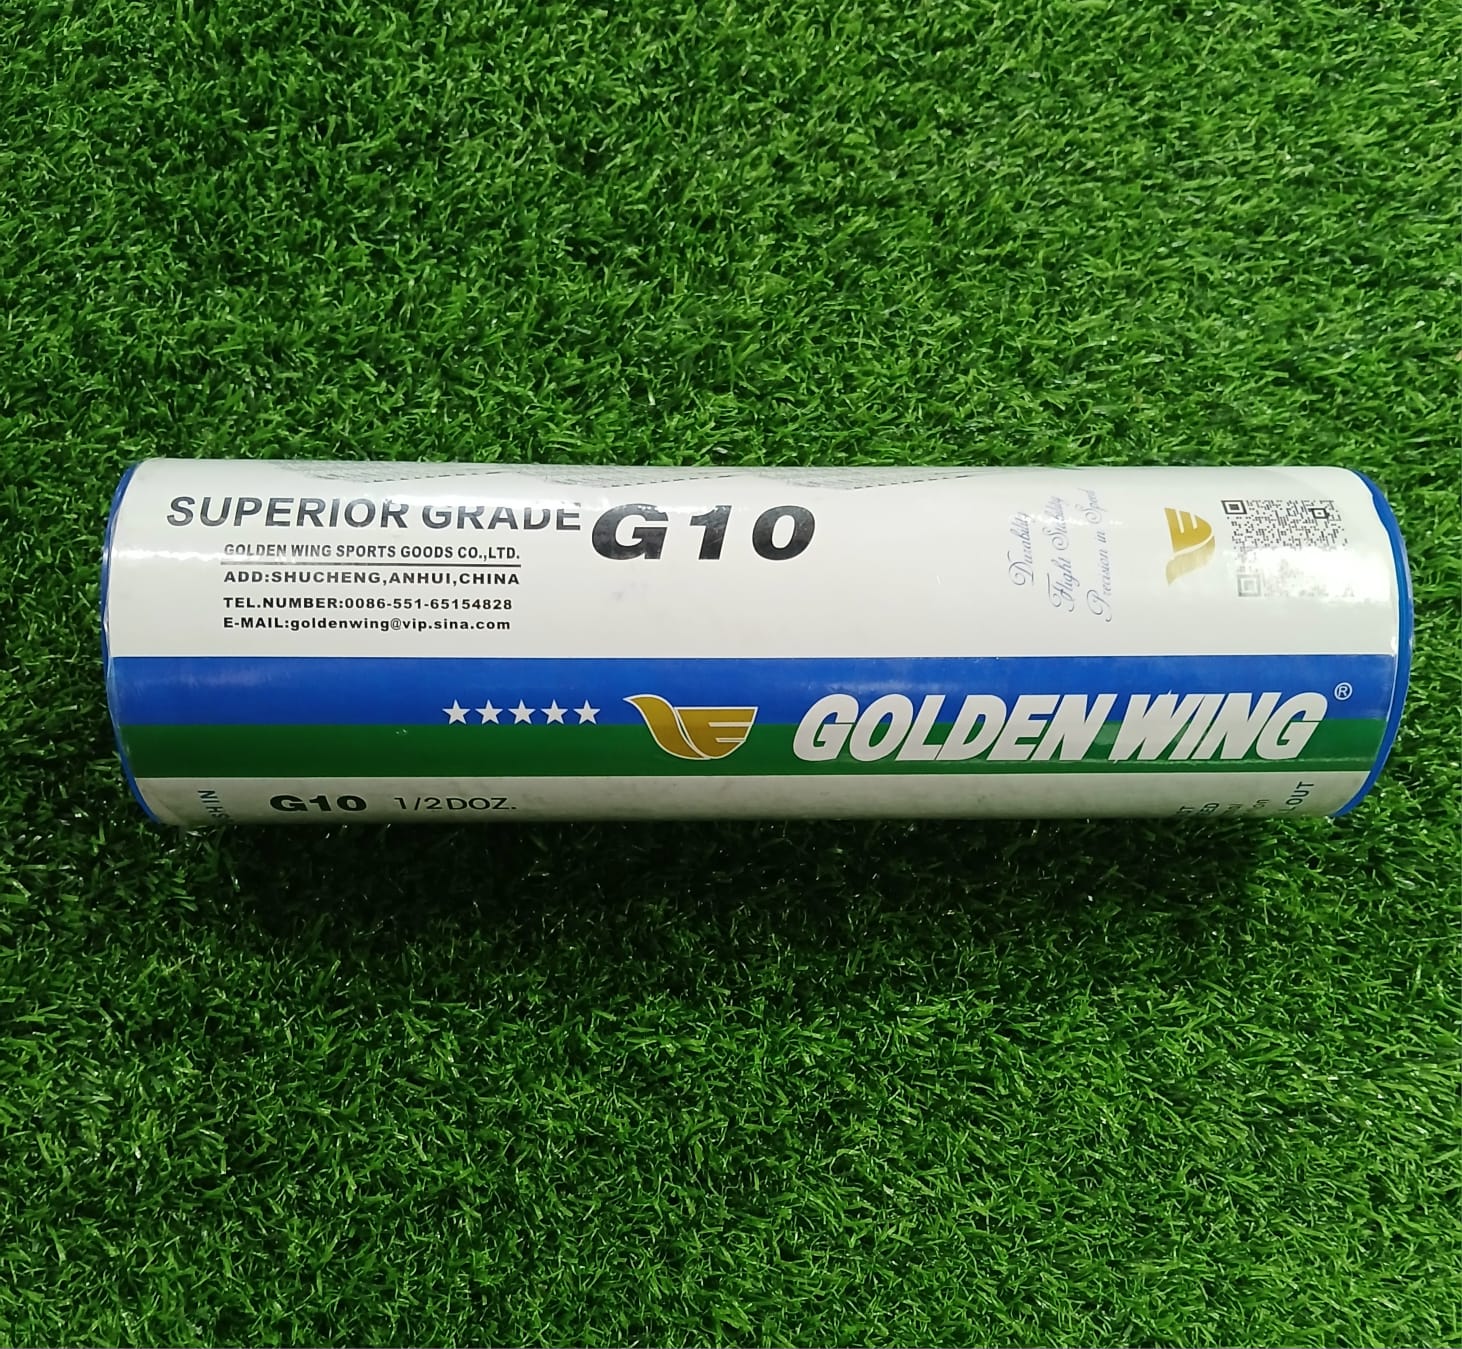 SUPERIOR GRADE G10
GOLDEN WING SPORTS GOODS CO.,LTD.
ADD:SHUCHENG,ANHUI,CHINA
TEL.NUMBER:0086-551-65154828
E-MAIL:goldenwing@vip.sina.com
Durability
Flight Stability
Precision in Speed
GOLDEN WING®
G10 1/2DOZ.
OUT